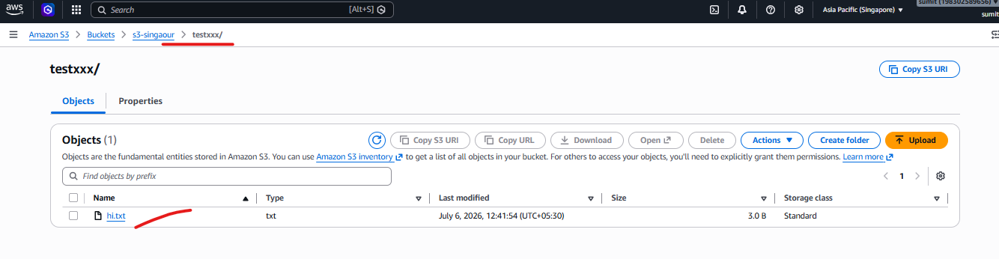 aws Search [Alt+S] Asia Pacific (Singapore) sumit (198302589656)
sumit
Amazon S3 Buckets s3-singaour testxxx/
testxxx/
Copy S3 URI
Objects Properties
Objects (1) Copy S3 URI Copy URL Download Open Delete Actions Create folder Upload
Objects are the fundamental entities stored in Amazon S3. You can use Amazon S3 inventory to get a list of all objects in your bucket. For others to access your objects, you'll need to explicitly grant them permissions. Learn more
Find objects by prefix 1
Name Type Last modified Size Storage class
hi.txt txt July 6, 2026, 12:41:54 (UTC+05:30) 3.0 B Standard